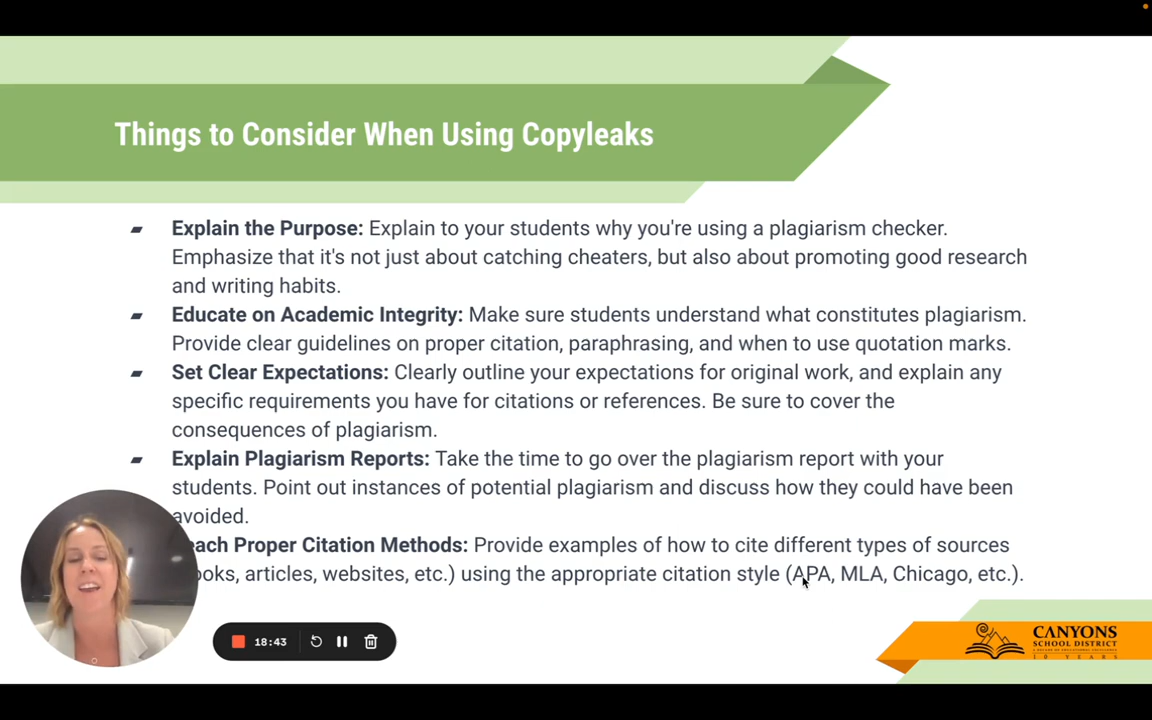 Things to Consider When Using Copyleaks
Explain the Purpose: Explain to your students why you're using a plagiarism checker.
Emphasize that it's not just about catching cheaters, but also about promoting good research
and writing habits.
Educate on Academic Integrity: Make sure students understand what constitutes plagiarism.
Provide clear guidelines on proper citation, paraphrasing, and when to use quotation marks.
Set Clear Expectations: Clearly outline your expectations for original work, and explain any
specific requirements you have for citations or references. Be sure to cover the
consequences of plagiarism.
Explain Plagiarism Reports: Take the time to go over the plagiarism report with your
students. Point out instances of potential plagiarism and discuss how they could have been
avoided.
each Proper Citation Methods: Provide examples of how to cite different types of sources
ooks, articles, websites, etc.) using the appropriate citation style (APA, MLA, Chicago, etc.).
18:43
CANYONS
SCHOOL DISTRICT
10 YEARS